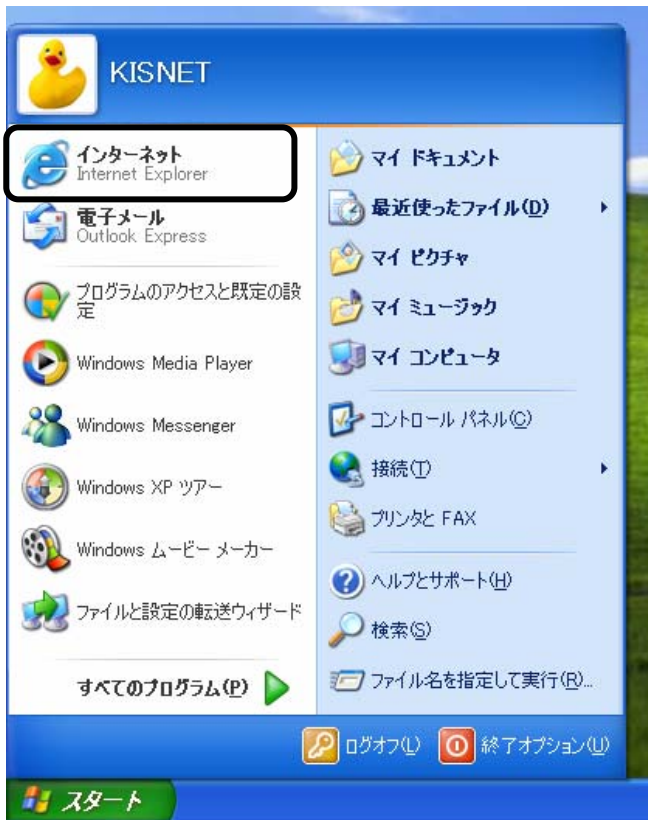 KISNET
インターネット
Internet Explorer
電子メール
Outlook Express
プログラムのアクセスと既定の設
定
Windows Media Player
Windows Messenger
Windows XP ツアー
Windows ムービー メーカー
ファイルと設定の転送ウィザード
すべてのプログラム(P)
マイ ドキュメント
最近使ったファイル(D)
マイ ピクチャ
マイ ミュージック
マイ コンピュータ
コントロール パネル(C)
接続(T)
プリンタと FAX
ヘルプとサポート(H)
検索(S)
ファイル名を指定して実行(R)...
ログオフ(L)
終了オプション(U)
スタート